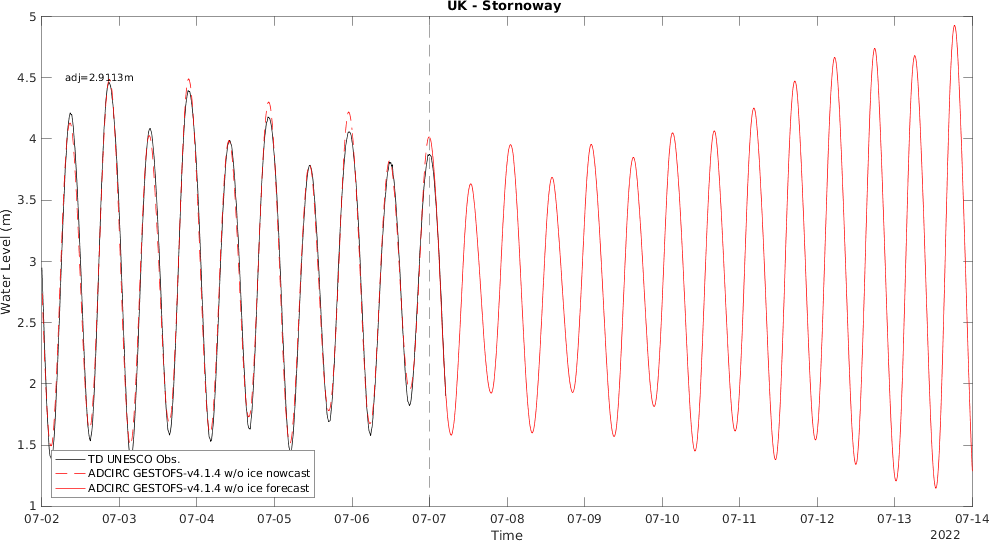 UK - Stornoway
adj=2.9113m
Water Level (m)
5
4.5
4
3.5
3
2.5
2
1.5
1
TD UNESCO Obs.
ADCIRC GESTOFS-v4.1.4 w/o ice nowcast
ADCIRC GESTOFS-v4.1.4 w/o ice forecast
07-02 07-03 07-04 07-05 07-06 07-07 07-08 07-09 07-10 07-11 07-12 07-13 07-14
Time
2022